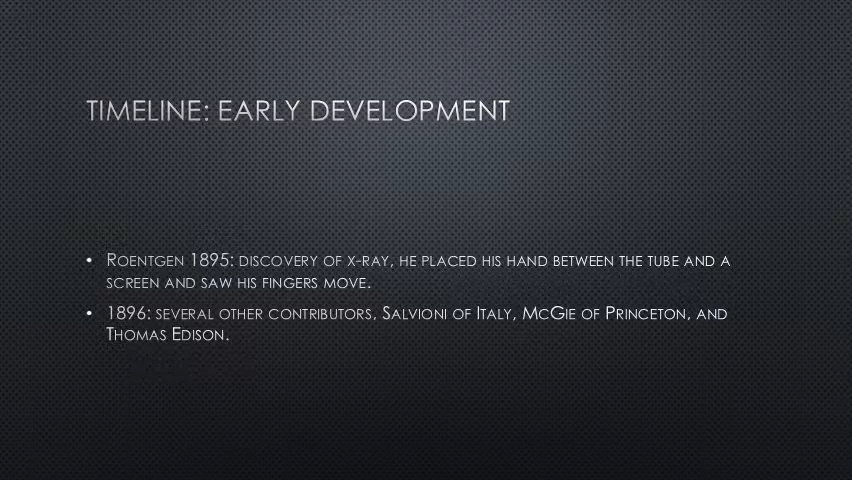 TIMELINE: EARLY DEVELOPMENT
• ROENTGEN 1895: DISCOVERY OF X-RAY, HE PLACED HIS HAND BETWEEN THE TUBE AND A
SCREEN AND SAW HIS FINGERS MOVE.
• 1896: SEVERAL OTHER CONTRIBUTORS, SALVIONI OF ITALY, MCGIE OF PRINCETON, AND
THOMAS EDISON.